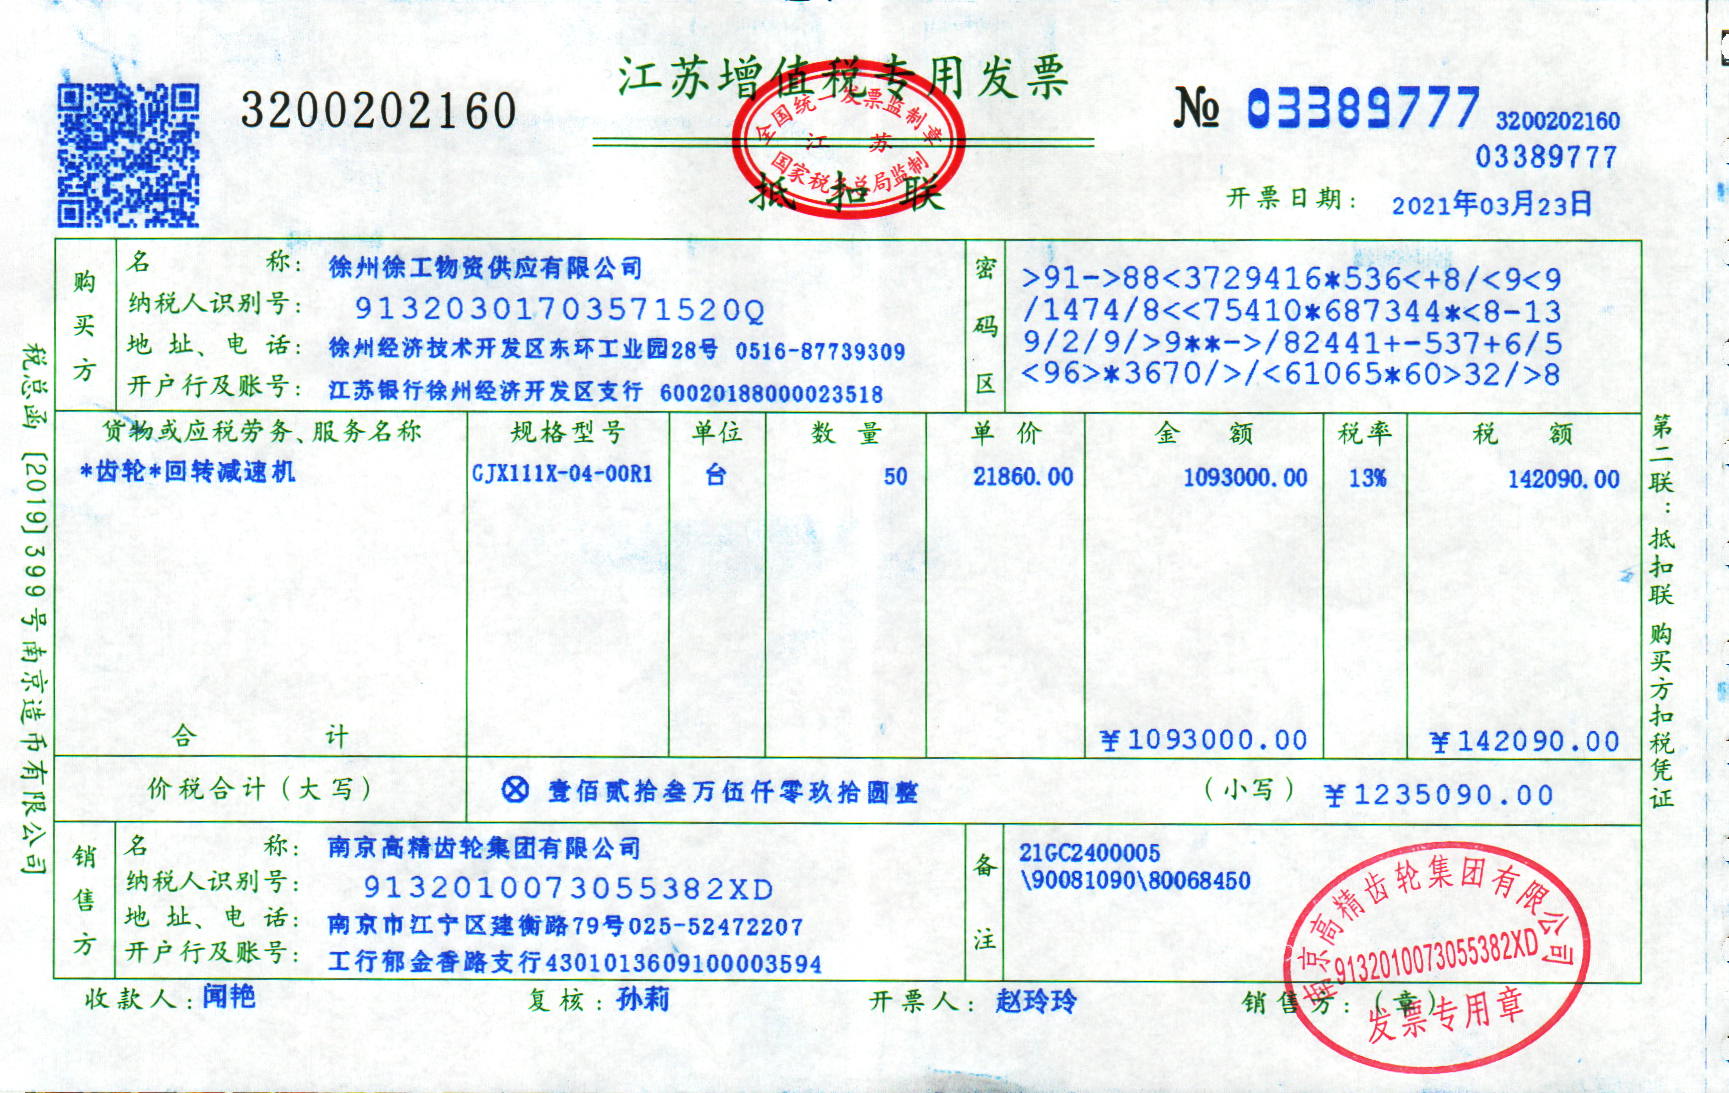 江苏增值税专用发票
3200202160
全国统一发票监制章
江 苏
国家税务总局监制
抵扣联
№ 03389777 3200202160
03389777
开票日期： 2021年03月23日
购买方
名 称： 徐州徐工物资供应有限公司
纳税人识别号： 91320301703571520Q
地 址、电 话： 徐州经济技术开发区东环工业园28号 0516-87739309
开户行及账号： 江苏银行徐州经济开发区支行 60020188000023518
密码区
>91->88<3729416*536<+8/<9<9
/1474/8<<75410*687344*<8-13
9/2/9/>9**->/82441+-537+6/5
<96>*3670/>/<61065*60>32/>8
货物或应税劳务、服务名称 规格型号 单位 数 量 单 价 金 额 税率 税 额
*齿轮*回转减速机 GJX111X-04-00R1 台 50 21860.00 1093000.00 13% 142090.00
合 计 ¥1093000.00 ¥142090.00
价税合计（大写） ⊗ 壹佰贰拾叁万伍仟零玖拾圆整 （小写） ¥1235090.00
销售方
名 称： 南京高精齿轮集团有限公司
纳税人识别号： 9132010073055382XD
地 址、电 话： 南京市江宁区建衡路79号025-52472207
开户行及账号： 工行郁金香路支行4301013609100003594
备注
21GC2400005
\90081090\80068450
收款人： 闻艳 复核： 孙莉 开票人： 赵玲玲 销售方：（章）
南京高精齿轮集团有限公司
9132010073055382XD
发票专用章
税总函〔2019〕399号南京造币有限公司
第二联：抵扣联 购买方扣税凭证